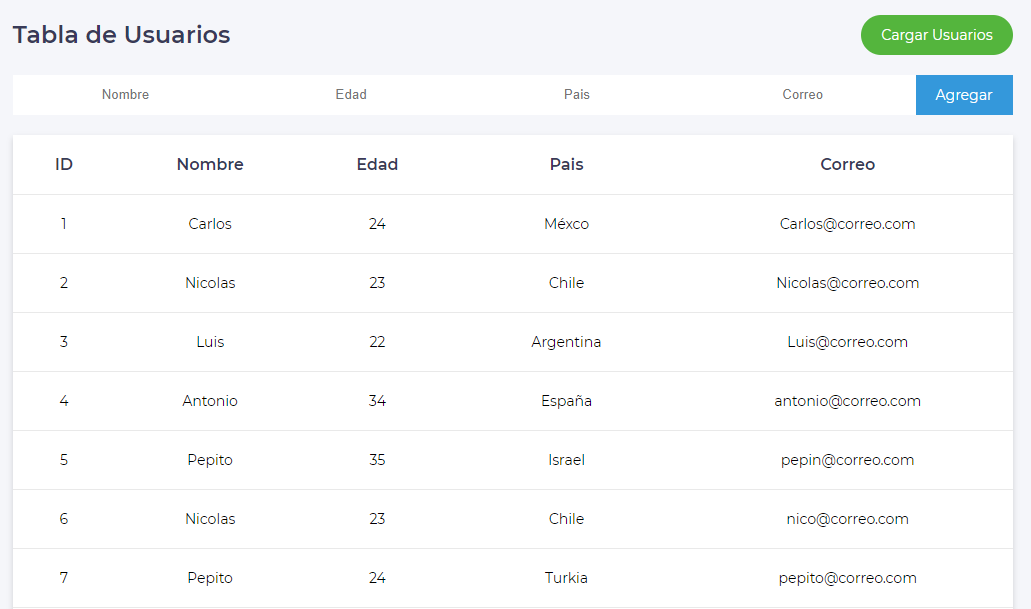 Tabla de Usuarios Cargar Usuarios
Nombre Edad Pais Correo Agregar
ID Nombre Edad Pais Correo
1 Carlos 24 Méxco Carlos@correo.com
2 Nicolas 23 Chile Nicolas@correo.com
3 Luis 22 Argentina Luis@correo.com
4 Antonio 34 España antonio@correo.com
5 Pepito 35 Israel pepin@correo.com
6 Nicolas 23 Chile nico@correo.com
7 Pepito 24 Turkia pepito@correo.com